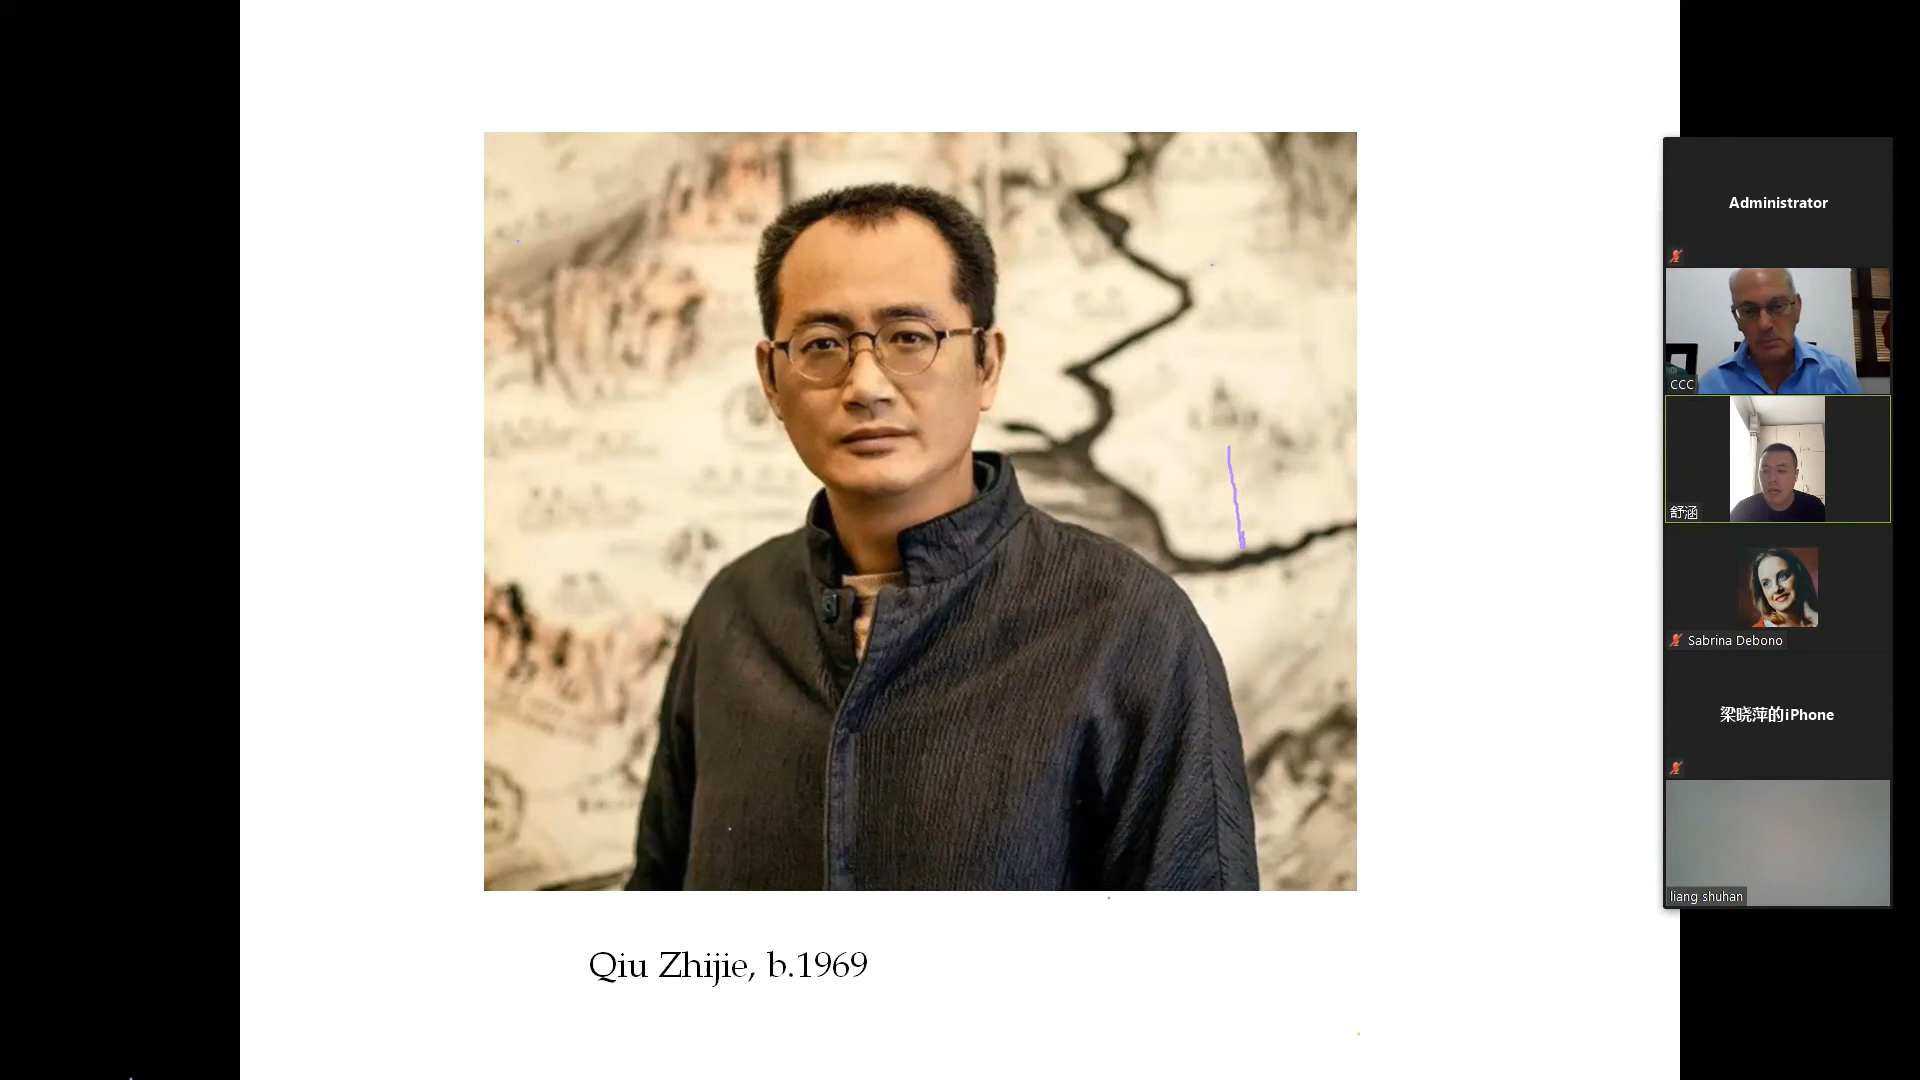 Qiu Zhijie, b.1969
Administrator
CCC
舒涵
Sabrina Debono
梁晓萍的iPhone
liang shuhan